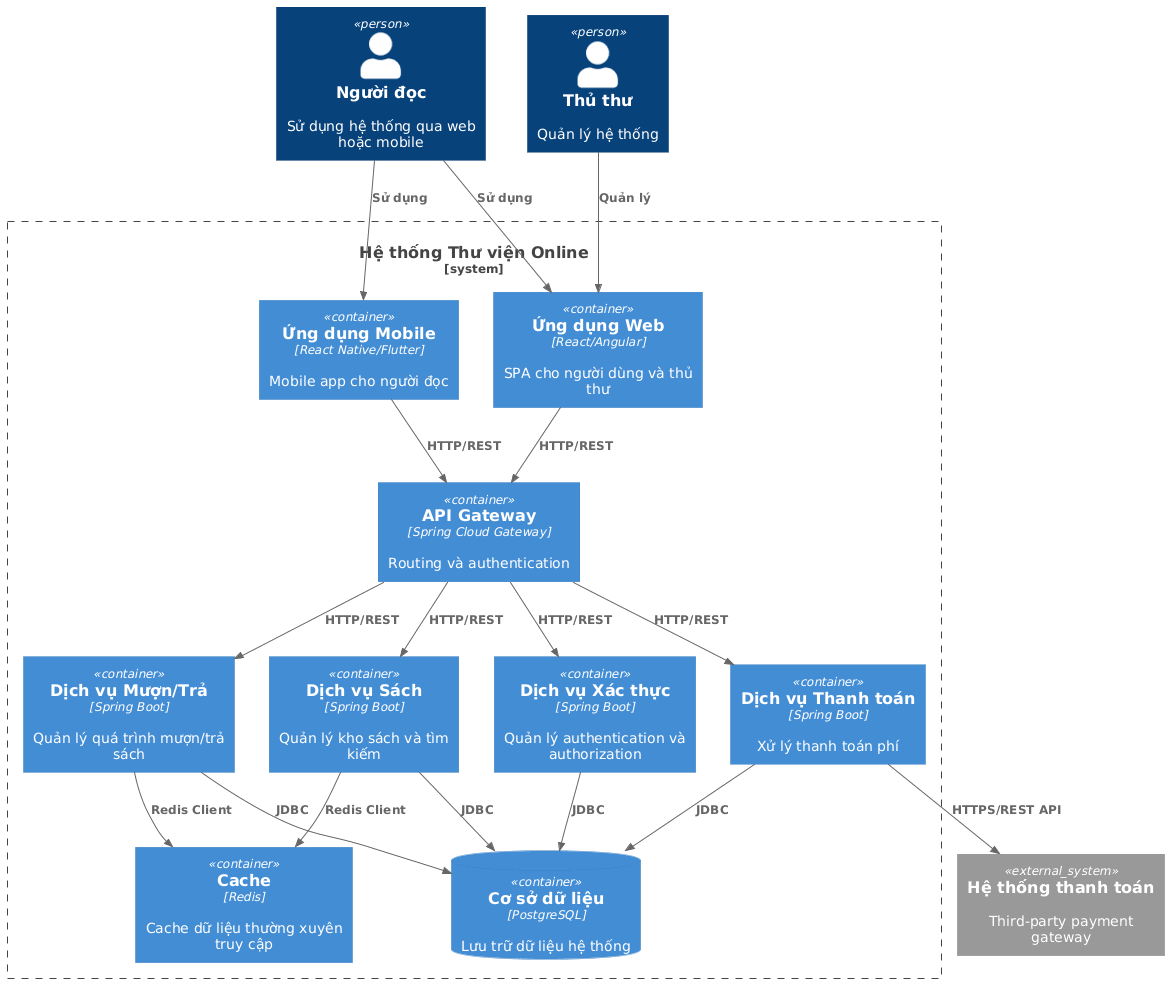 «person»
Người đọc
Sử dụng hệ thống qua web
hoặc mobile
«person»
Thủ thư
Quản lý hệ thống
Sử dụng
Sử dụng
Quản lý
Hệ thống Thư viện Online
[system]
«container»
Ứng dụng Mobile
[React Native/Flutter]
Mobile app cho người đọc
«container»
Ứng dụng Web
[React/Angular]
SPA cho người dùng và thủ
thư
HTTP/REST
HTTP/REST
«container»
API Gateway
[Spring Cloud Gateway]
Routing và authentication
HTTP/REST
HTTP/REST
HTTP/REST
HTTP/REST
«container»
Dịch vụ Mượn/Trả
[Spring Boot]
Quản lý quá trình mượn/trả
sách
«container»
Dịch vụ Sách
[Spring Boot]
Quản lý kho sách và tìm
kiếm
«container»
Dịch vụ Xác thực
[Spring Boot]
Quản lý authentication và
authorization
«container»
Dịch vụ Thanh toán
[Spring Boot]
Xử lý thanh toán phí
Redis Client
JDBC
Redis Client
JDBC
JDBC
JDBC
HTTPS/REST API
«container»
Cache
[Redis]
Cache dữ liệu thường xuyên
truy cập
«container»
Cơ sở dữ liệu
[PostgreSQL]
Lưu trữ dữ liệu hệ thống
«external_system»
Hệ thống thanh toán
Third-party payment
gateway